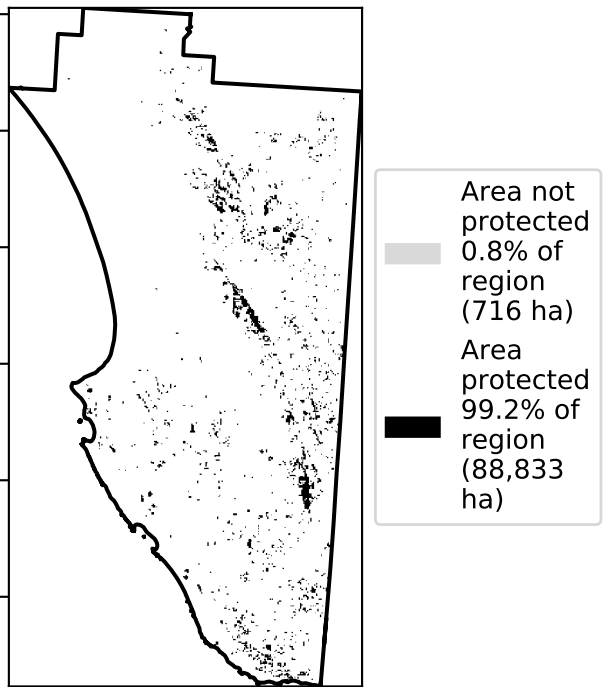 Area not
protected
0.8% of
region
(716 ha)
Area
protected
99.2% of
region
(88,833
ha)